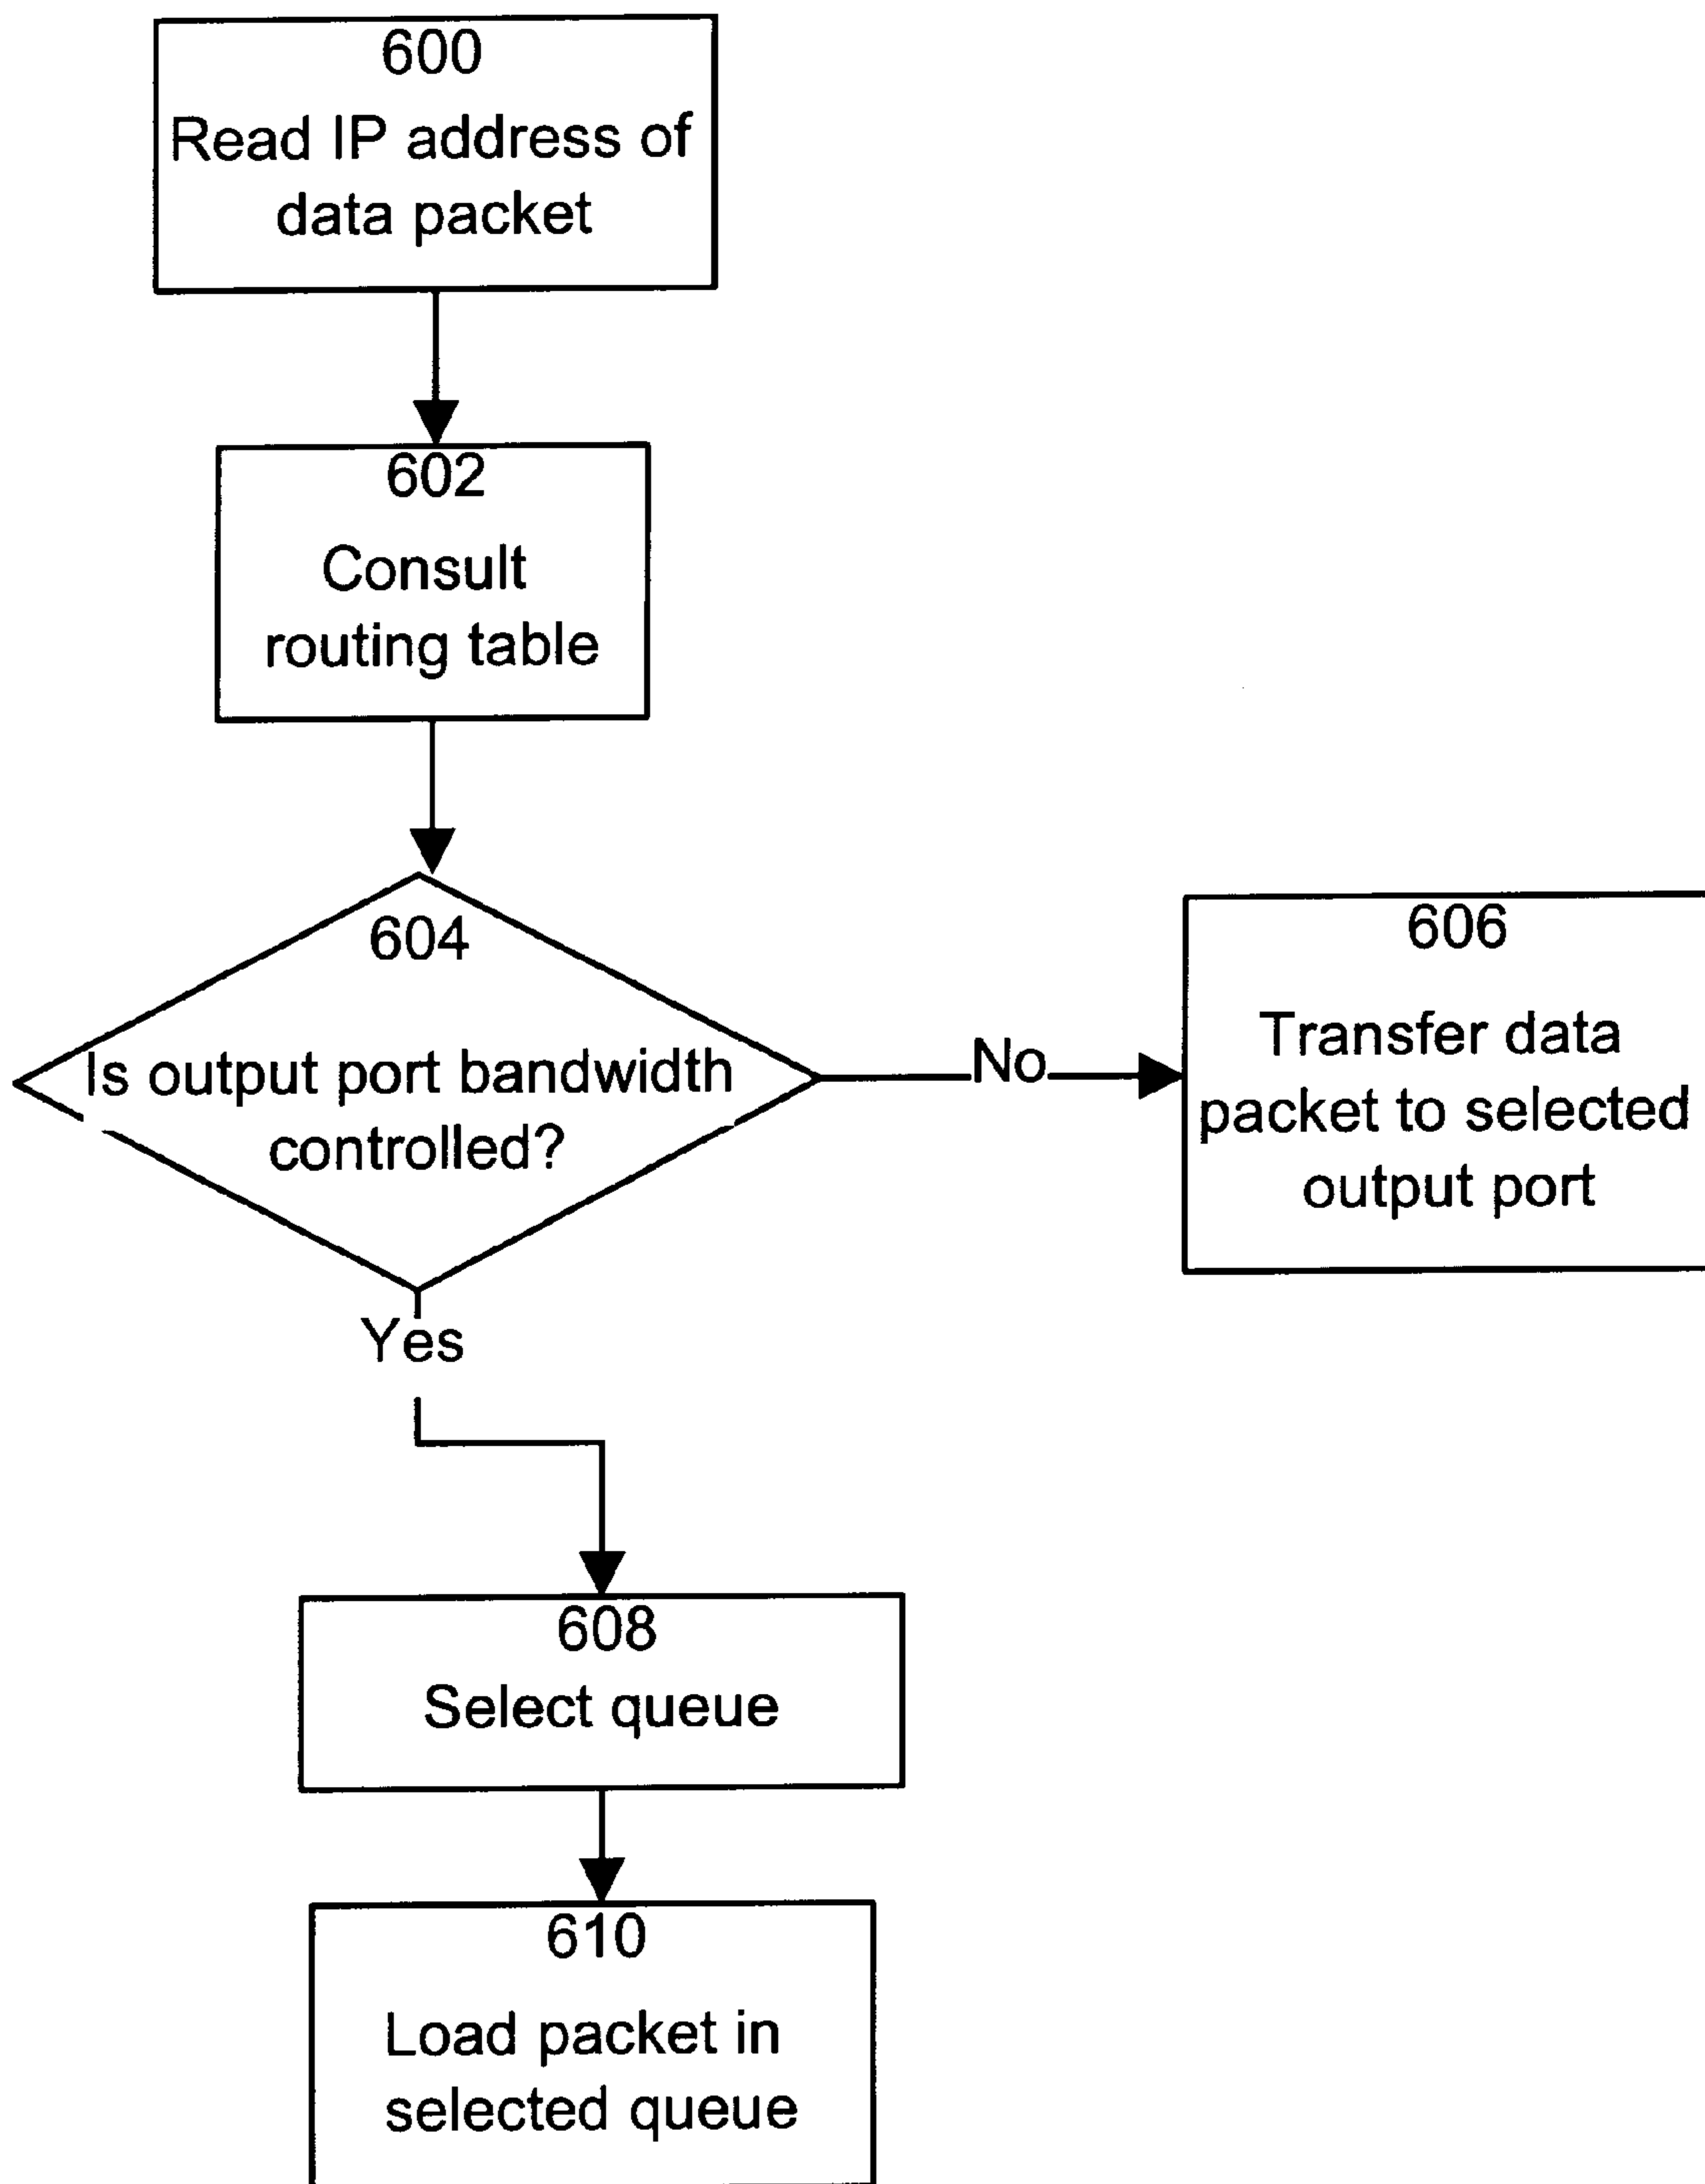 600
Read IP address of
data packet
602
Consult
routing table
604
Is output port bandwidth
controlled?
No
606
Transfer data
packet to selected
output port
Yes
608
Select queue
610
Load packet in
selected queue